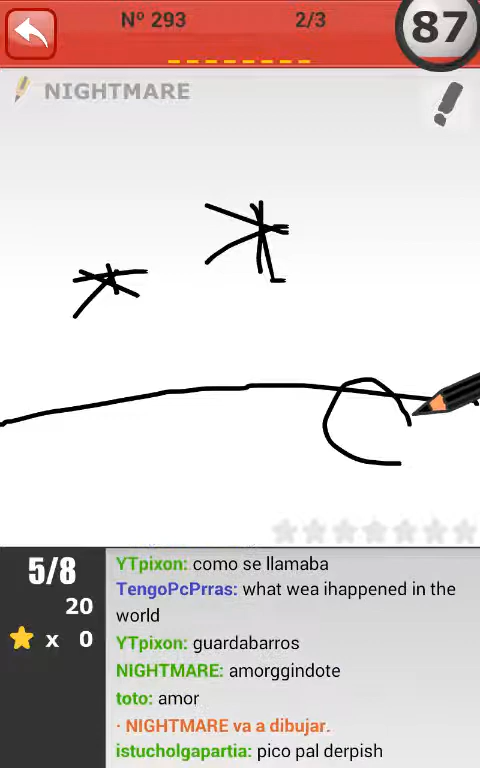 Nº 293
2/3
87
NIGHTMARE
5/8
20
x 0
YTpixon: como se llamaba
TengoPcPrras: what wea ihappened in the
world
YTpixon: guardabarros
NIGHTMARE: amorggindote
toto: amor
· NIGHTMARE va a dibujar.
istucholgapartia: pico pal derpish